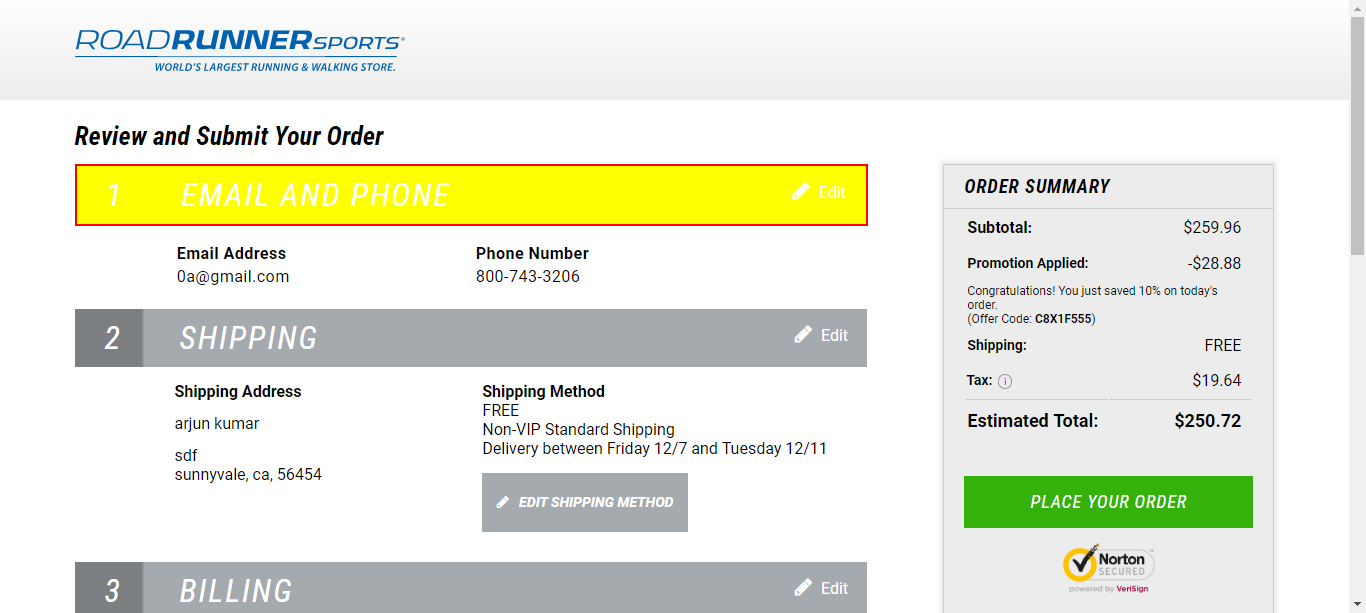 ROADRUNNERSPORTS
WORLD'S LARGEST RUNNING & WALKING STORE.
Review and Submit Your Order
1 EMAIL AND PHONE Edit
Email Address Phone Number
0a@gmail.com 800-743-3206
2 SHIPPING Edit
Shipping Address Shipping Method
FREE
arjun kumar
Non-VIP Standard Shipping
Delivery between Friday 12/7 and Tuesday 12/11
sdf
sunnyvale, ca, 56454
EDIT SHIPPING METHOD
3 BILLING Edit
ORDER SUMMARY
Subtotal: $259.96
Promotion Applied: -$28.88
Congratulations! You just saved 10% on today's
order.
(Offer Code: C8X1F555)
Shipping: FREE
Tax: i $19.64
Estimated Total: $250.72
PLACE YOUR ORDER
Norton
SECURED
powered by VeriSign